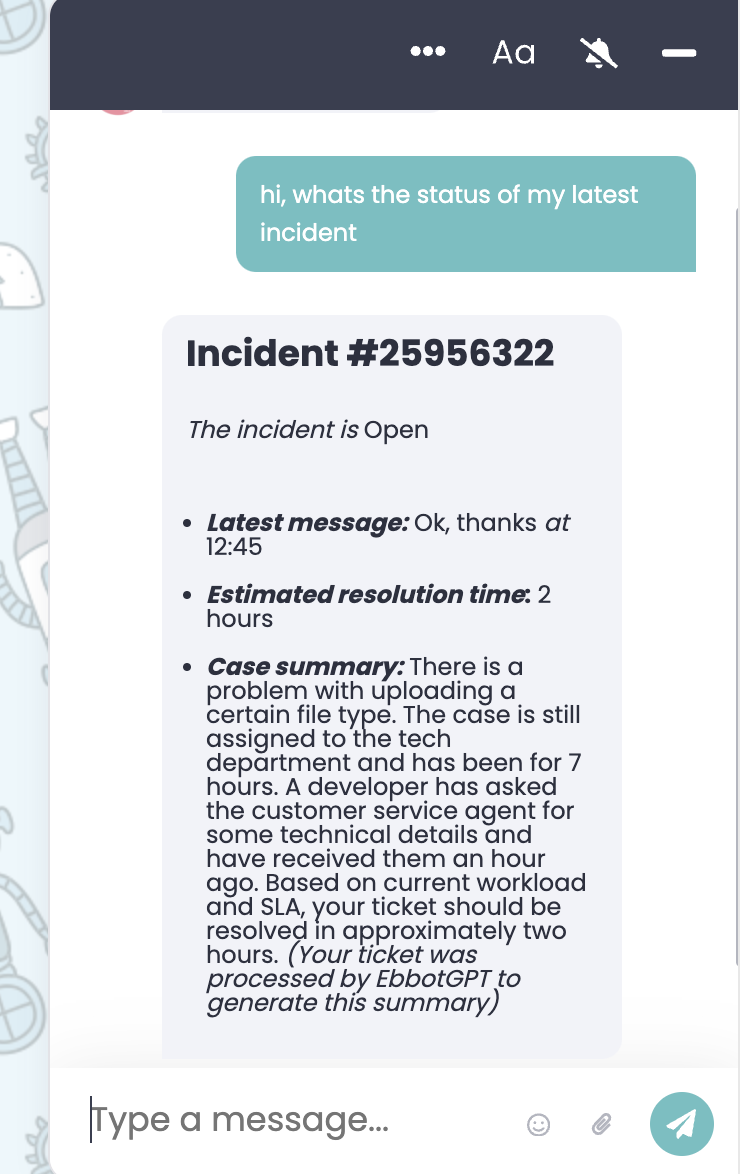 Aa
hi, whats the status of my latest
incident
Incident #25956322
The incident is Open
• Latest message: Ok, thanks at
12:45
• Estimated resolution time: 2
hours
• Case summary: There is a
problem with uploading a
certain file type. The case is still
assigned to the tech
department and has been for 7
hours. A developer has asked
the customer service agent for
some technical details and
have received them an hour
ago. Based on current workload
and SLA, your ticket should be
resolved in approximately two
hours. (Your ticket was
processed by EbbotGPT to
generate this summary)
Type a message...